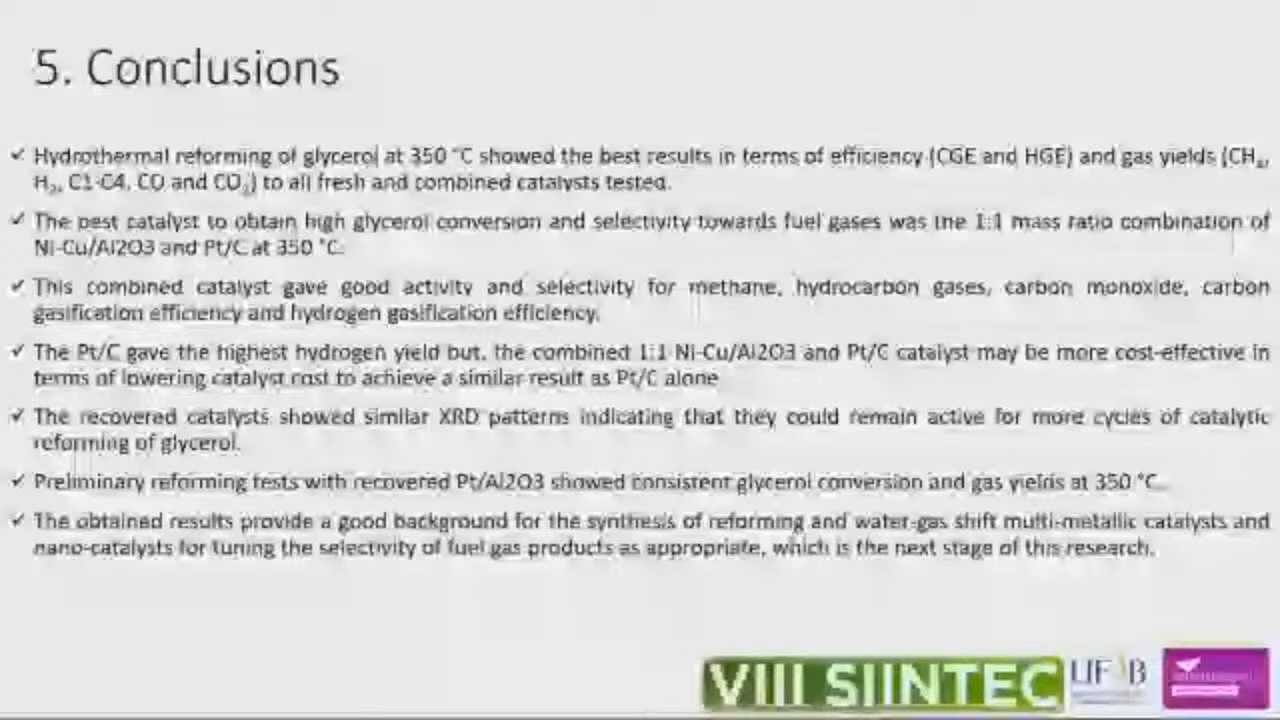 5. Conclusions
✓ Hydrothermal reforming of glycerol at 350 °C showed the best results in terms of efficiency (CGE and HGE) and gas yields (CH₄,
H₂, C1-C4, CO and CO₂) to all fresh and combined catalysts tested.
✓ The best catalyst to obtain high glycerol conversion and selectivity towards fuel gases was the 1:1 mass ratio combination of
Ni-Cu/Al2O3 and Pt/C at 350 °C.
✓ This combined catalyst gave good activity and selectivity for methane, hydrocarbon gases, carbon monoxide, carbon
gasification efficiency and hydrogen gasification efficiency.
✓ The Pt/C gave the highest hydrogen yield but, the combined 1:1 Ni-Cu/Al2O3 and Pt/C catalyst may be more cost-effective in
terms of lowering catalyst cost to achieve a similar result as Pt/C alone
✓ The recovered catalysts showed similar XRD patterns indicating that they could remain active for more cycles of catalytic
reforming of glycerol.
✓ Preliminary reforming tests with recovered Pt/Al2O3 showed consistent glycerol conversion and gas yields at 350 °C.
✓ The obtained results provide a good background for the synthesis of reforming and water-gas shift multi-metallic catalysts and
nano-catalysts for tuning the selectivity of fuel gas products as appropriate, which is the next stage of this research.
VIII SIINTEC